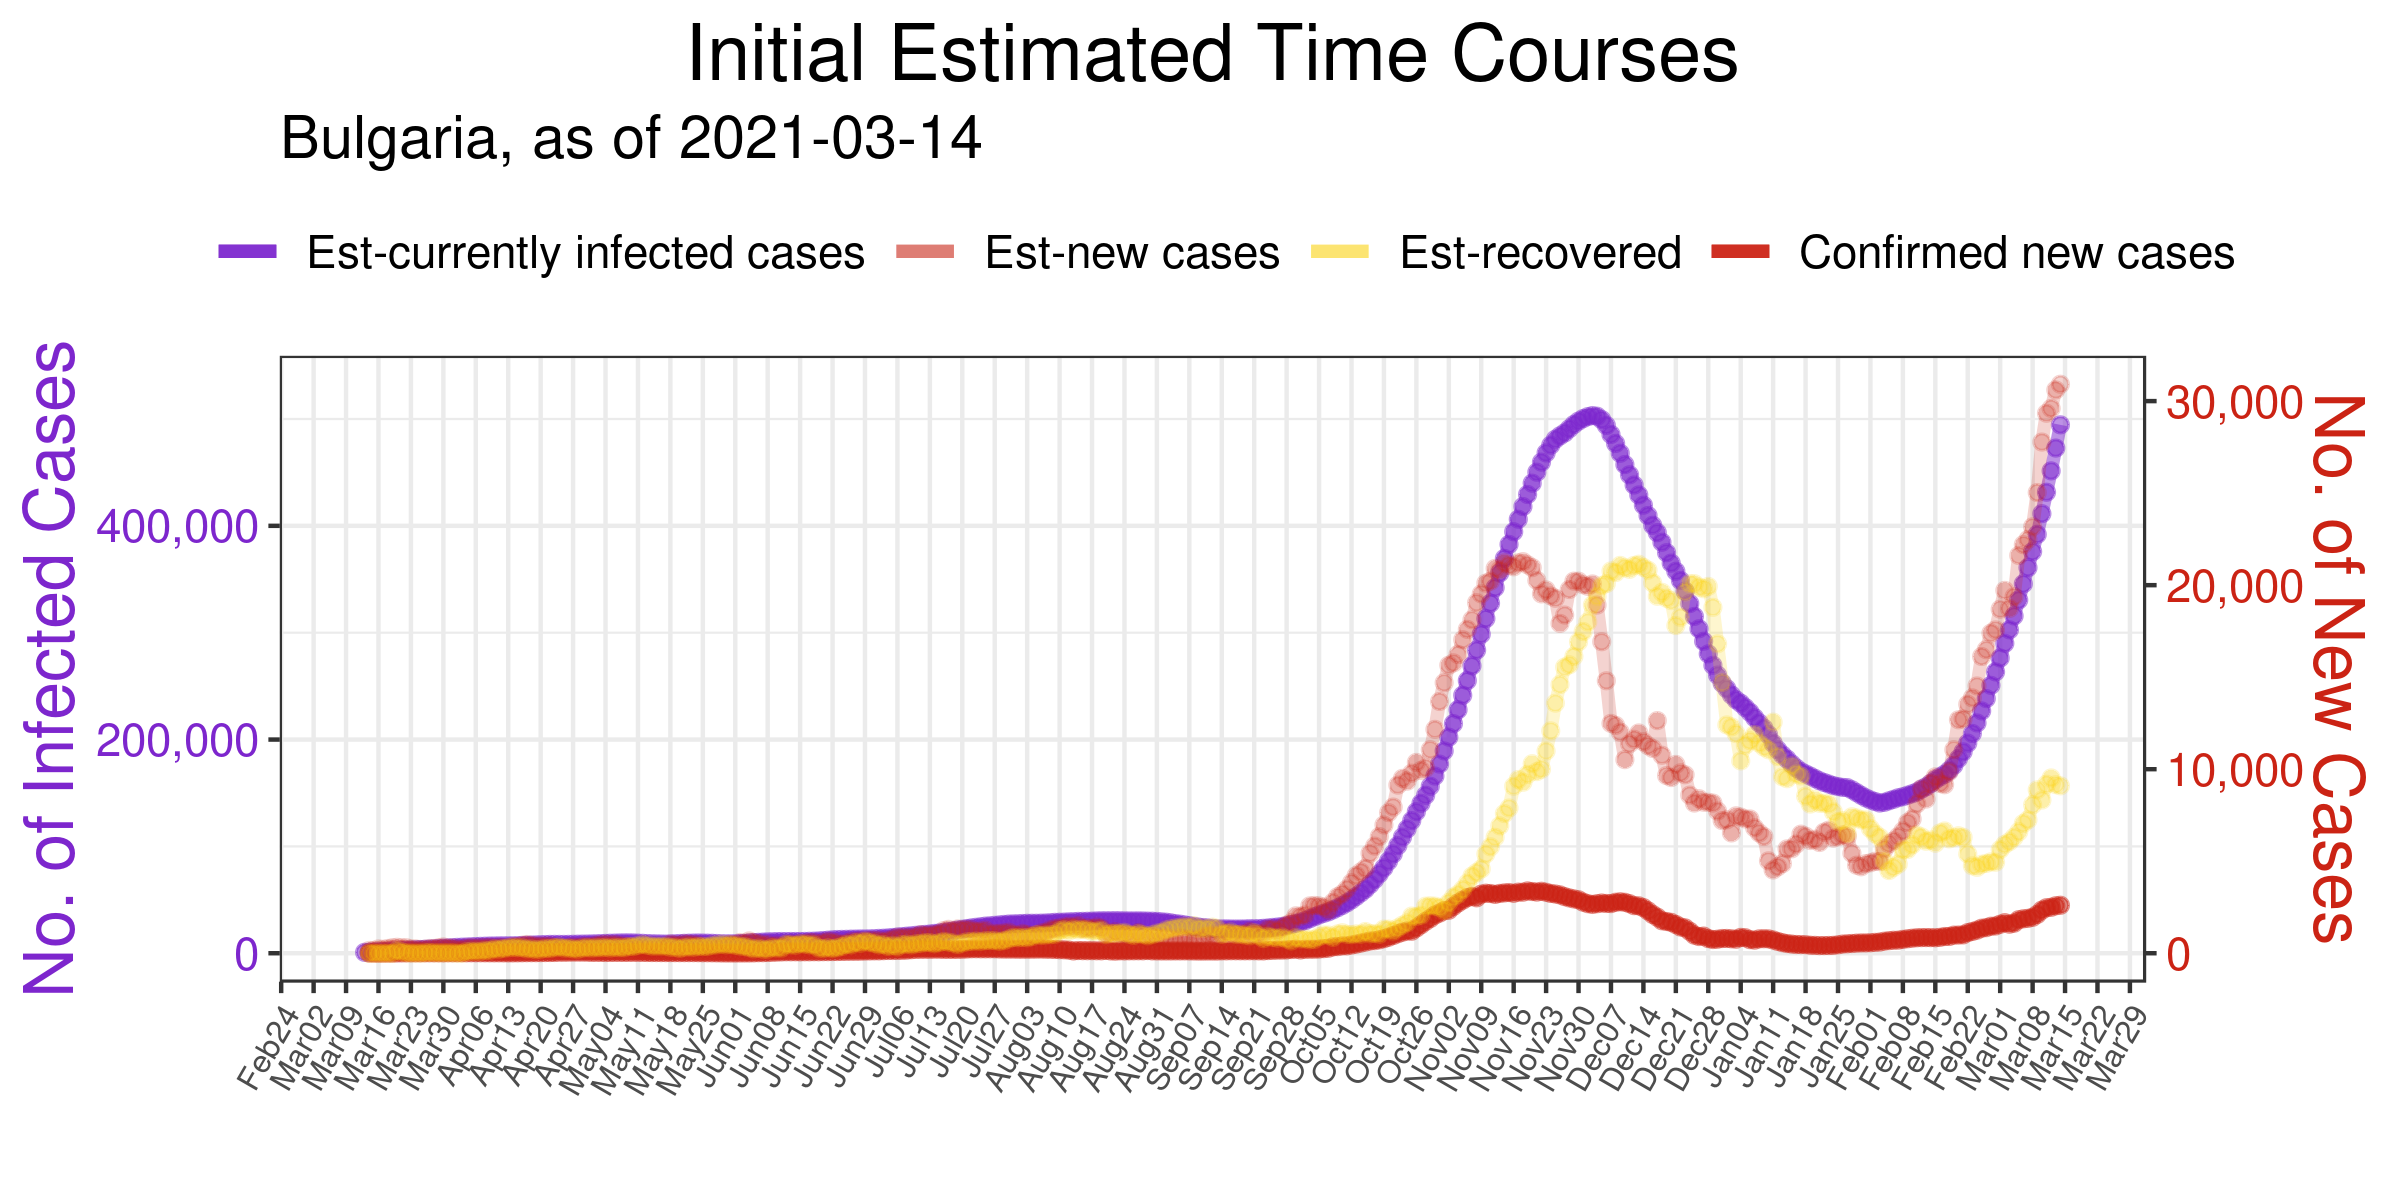 Initial Estimated Time Courses
Bulgaria, as of 2021-03-14
Est-currently infected cases
Est-new cases
Est-recovered
Confirmed new cases
No. of Infected Cases
400,000
200,000
0
30,000
20,000
10,000
0
No. of New Cases
Feb24
Mar02
Mar09
Mar16
Mar23
Mar30
Apr06
Apr13
Apr20
Apr27
May04
May11
May18
May25
Jun01
Jun08
Jun15
Jun22
Jun29
Jul06
Jul13
Jul20
Jul27
Aug03
Aug10
Aug17
Aug24
Aug31
Sep07
Sep14
Sep21
Sep28
Oct05
Oct12
Oct19
Oct26
Nov02
Nov09
Nov16
Nov23
Nov30
Dec07
Dec14
Dec21
Dec28
Jan04
Jan11
Jan18
Jan25
Feb01
Feb08
Feb15
Feb22
Mar01
Mar08
Mar15
Mar22
Mar29